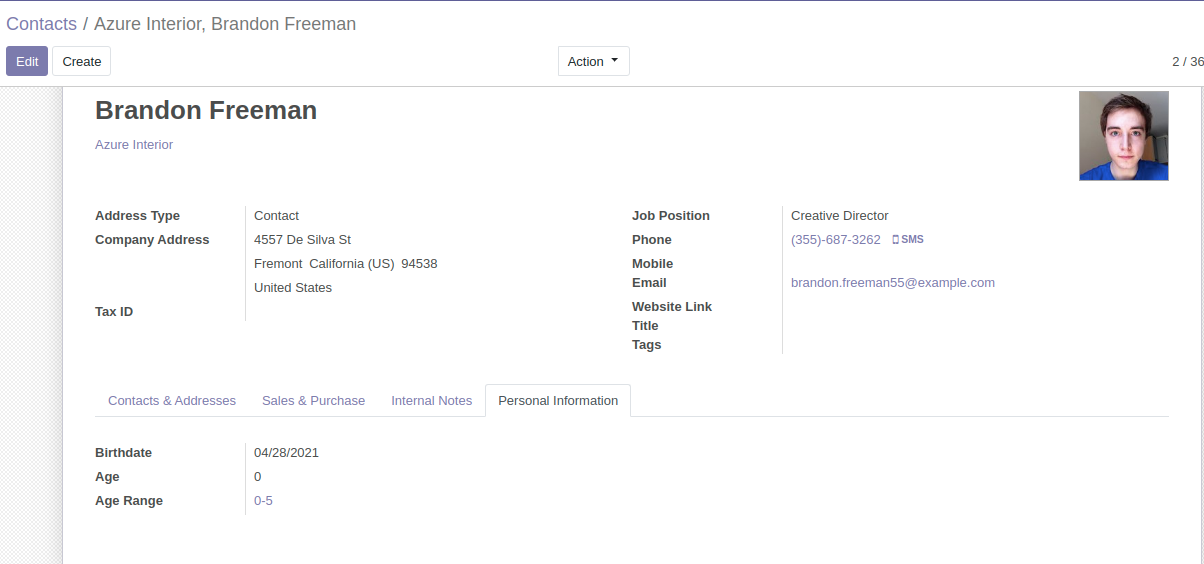 Contacts / Azure Interior, Brandon Freeman
Edit Create Action 2 / 36
Brandon Freeman
Azure Interior
Address Type Contact
Company Address 4557 De Silva St
Fremont California (US) 94538
United States
Tax ID
Job Position Creative Director
Phone (355)-687-3262 SMS
Mobile
Email brandon.freeman55@example.com
Website Link
Title
Tags
Contacts & Addresses Sales & Purchase Internal Notes Personal Information
Birthdate 04/28/2021
Age 0
Age Range 0-5